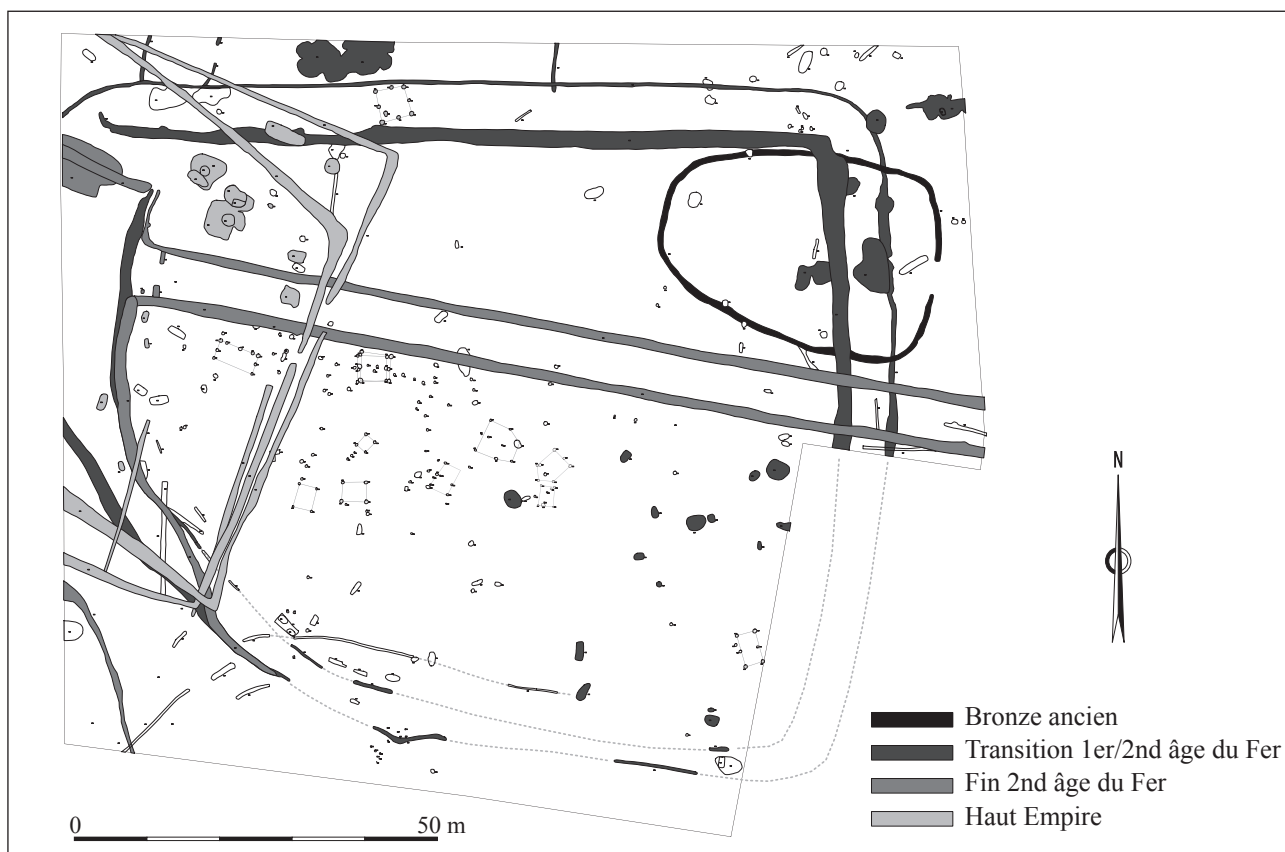 N
Bronze ancien
Transition 1er/2nd âge du Fer
Fin 2nd âge du Fer
Haut Empire
0 50 m